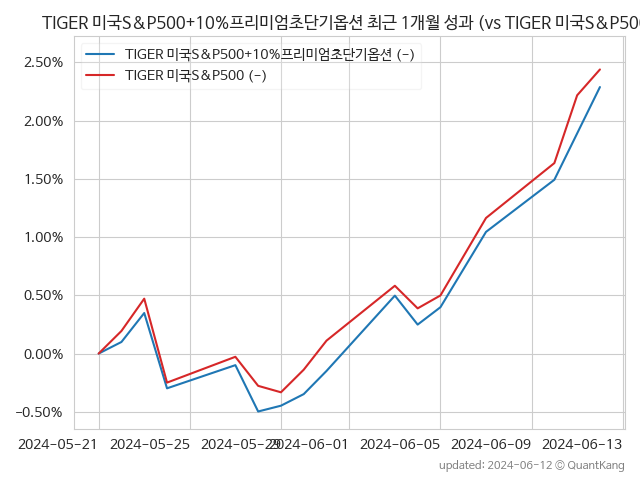 TIGER 미국S&P500+10%프리미엄초단기옵션 최근 1개월 성과 (vs TIGER 미국S&P50
TIGER 미국S&P500+10%프리미엄초단기옵션 (-)
TIGER 미국S&P500 (-)
2.50%
2.00%
1.50%
1.00%
0.50%
0.00%
-0.50%
2024-05-21 2024-05-25 2024-05-29 2024-06-01 2024-06-05 2024-06-09 2024-06-13
updated: 2024-06-12 © QuantKang